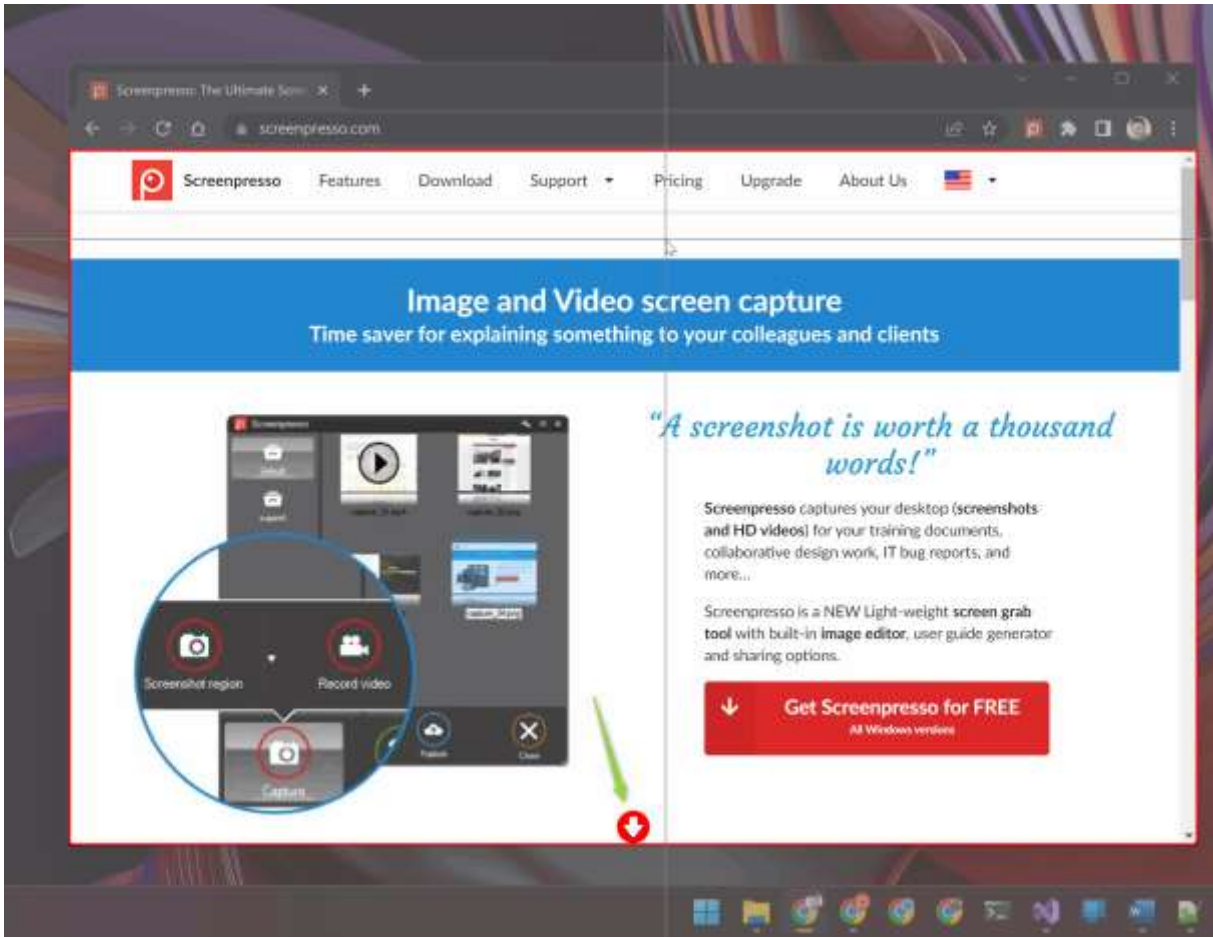 Screenpresso: The Ultimate Scre
screenpresso.com
Screenpresso Features Download Support Pricing Upgrade About Us
Image and Video screen capture
Time saver for explaining something to your colleagues and clients
Screenpresso
“A screenshot is worth a thousand
words!”
Screenpresso captures your desktop (screenshots
and HD videos) for your training documents,
collaborative design work, IT bug reports, and
more...
Screenpresso is a NEW Light-weight screen grab
tool with built-in image editor, user guide generator
and sharing options.
Get Screenpresso for FREE
All Windows versions
Screenshot region
Record video
Publish
Close
Capture